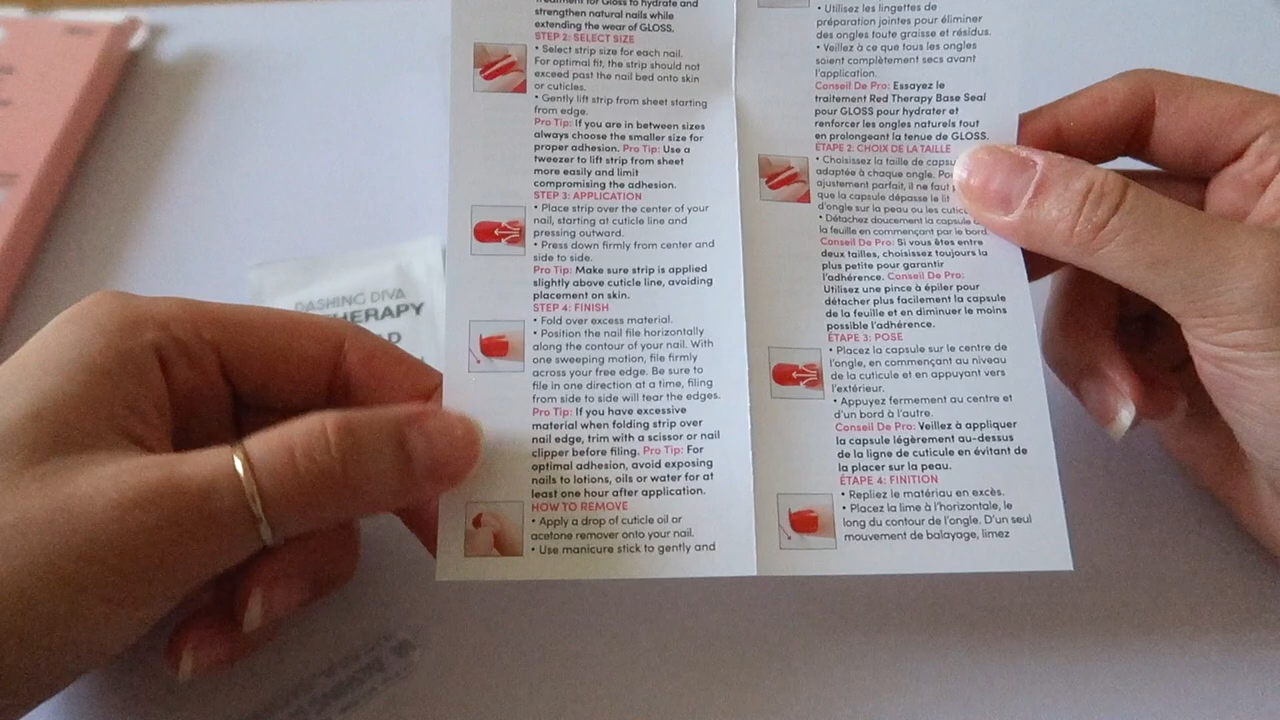 Treatment for Gloss to hydrate and
strengthen natural nails while
extending the wear of GLOSS.
STEP 2: SELECT SIZE
• Select strip size for each nail.
For optimal fit, the strip should not
exceed past the nail bed onto skin
or cuticles.
• Gently lift strip from sheet starting
from edge.
Pro Tip: If you are in between sizes
always choose the smaller size for
proper adhesion. Pro Tip: Use a
tweezer to lift strip from sheet
more easily and limit
compromising the adhesion.
STEP 3: APPLICATION
• Place strip over the center of your
nail, starting at cuticle line and
pressing outward.
• Press down firmly from center and
side to side.
Pro Tip: Make sure strip is applied
slightly above cuticle line, avoiding
placement on skin.
STEP 4: FINISH
• Fold over excess material.
• Position the nail file horizontally
along the contour of your nail. With
one sweeping motion, file firmly
across your free edge. Be sure to
file in one direction at a time, filing
from side to side will tear the edges.
Pro Tip: If you have excessive
material when folding strip over
nail edge, trim with a scissor or nail
clipper before filing. Pro Tip: For
optimal adhesion, avoid exposing
nails to lotions, oils or water for at
least one hour after application.
HOW TO REMOVE
• Apply a drop of cuticle oil or
acetone remover onto your nail.
• Use manicure stick to gently and
• Utilisez les lingettes de
préparation jointes pour éliminer
des ongles toute graisse et résidus.
• Veillez à ce que tous les ongles
soient complètement secs avant
l'application.
Conseil De Pro: Essayez le
traitement Red Therapy Base Seal
pour GLOSS pour hydrater et
renforcer les ongles naturels tout
en prolongeant la tenue de GLOSS.
ÉTAPE 2: CHOIX DE LA TAILLE
• Choisissez la taille de
adaptée à chaque ongle.
ajustement parfait, il ne faut
que la capsule dépasse le lit
d'ongle sur la peau ou les
• Détachez doucement la capsule
la feuille en commençant par le bord.
Conseil De Pro: Si vous êtes entre
deux tailles, choisissez toujours la
plus petite pour garantir
l'adhérence. Conseil De Pro:
Utilisez une pince à épiler pour
détacher plus facilement la capsule
de la feuille et en diminuer le moins
possible l'adhérence.
ÉTAPE 3: POSE
• Placez la capsule sur le centre de
l'ongle, en commençant au niveau
de la cuticule et en appuyant vers
l'extérieur.
• Appuyez fermement au centre et
d'un bord à l'autre.
Conseil De Pro: Veillez à appliquer
la capsule légèrement au-dessus
de la ligne de cuticule en évitant de
la placer sur la peau.
ÉTAPE 4: FINITION
• Repliez le matériau en excès.
• Placez la lime à l'horizontale, le
long du contour de l'ongle. D'un seul
mouvement de balayage, limez
DASHING DIVA